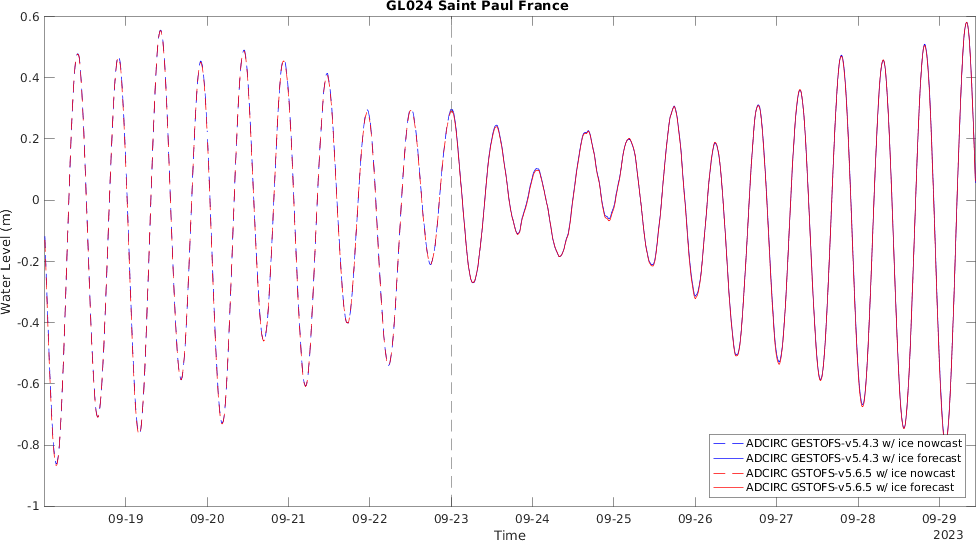 GL024 Saint Paul France
0.6
0.4
0.2
0
-0.2
-0.4
-0.6
-0.8
-1
Water Level (m)
ADCIRC GESTOFS-v5.4.3 w/ ice nowcast
ADCIRC GESTOFS-v5.4.3 w/ ice forecast
ADCIRC GSTOFS-v5.6.5 w/ ice nowcast
ADCIRC GSTOFS-v5.6.5 w/ ice forecast
09-19 09-20 09-21 09-22 09-23 09-24 09-25 09-26 09-27 09-28 09-29
2023
Time